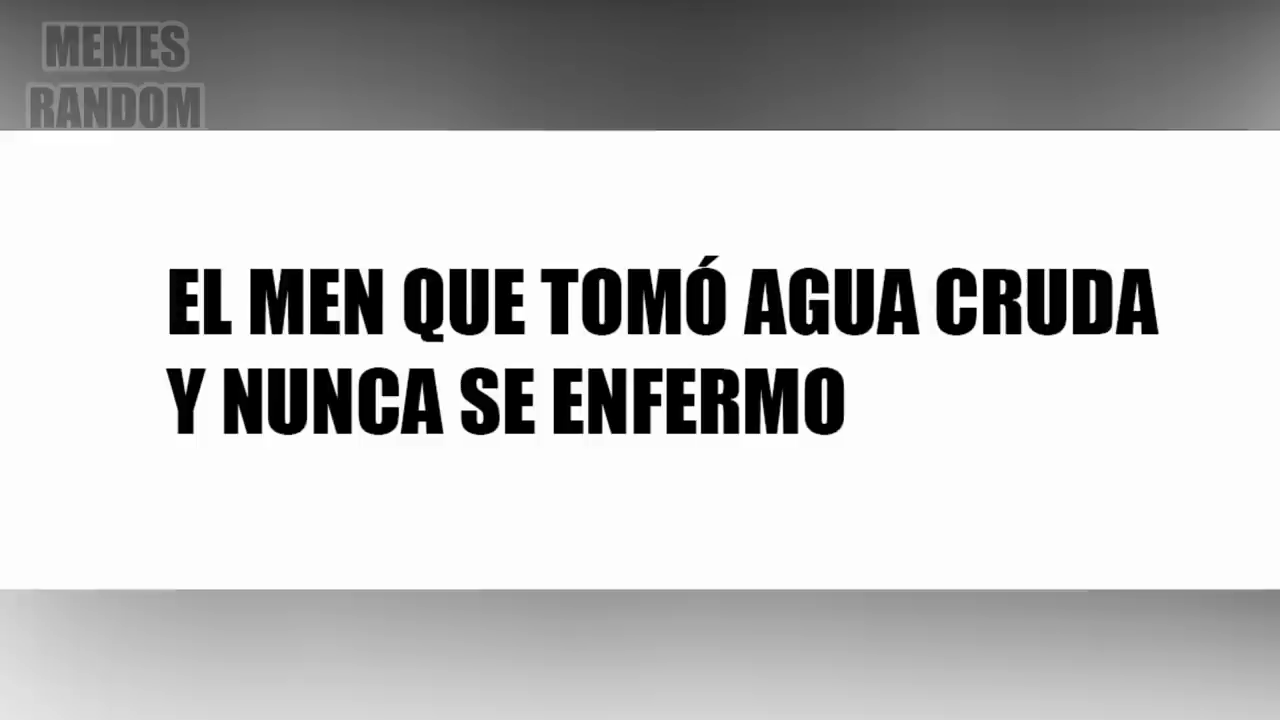 MEMES
RANDOM
EL MEN QUE TOMÓ AGUA CRUDA
Y NUNCA SE ENFERMO